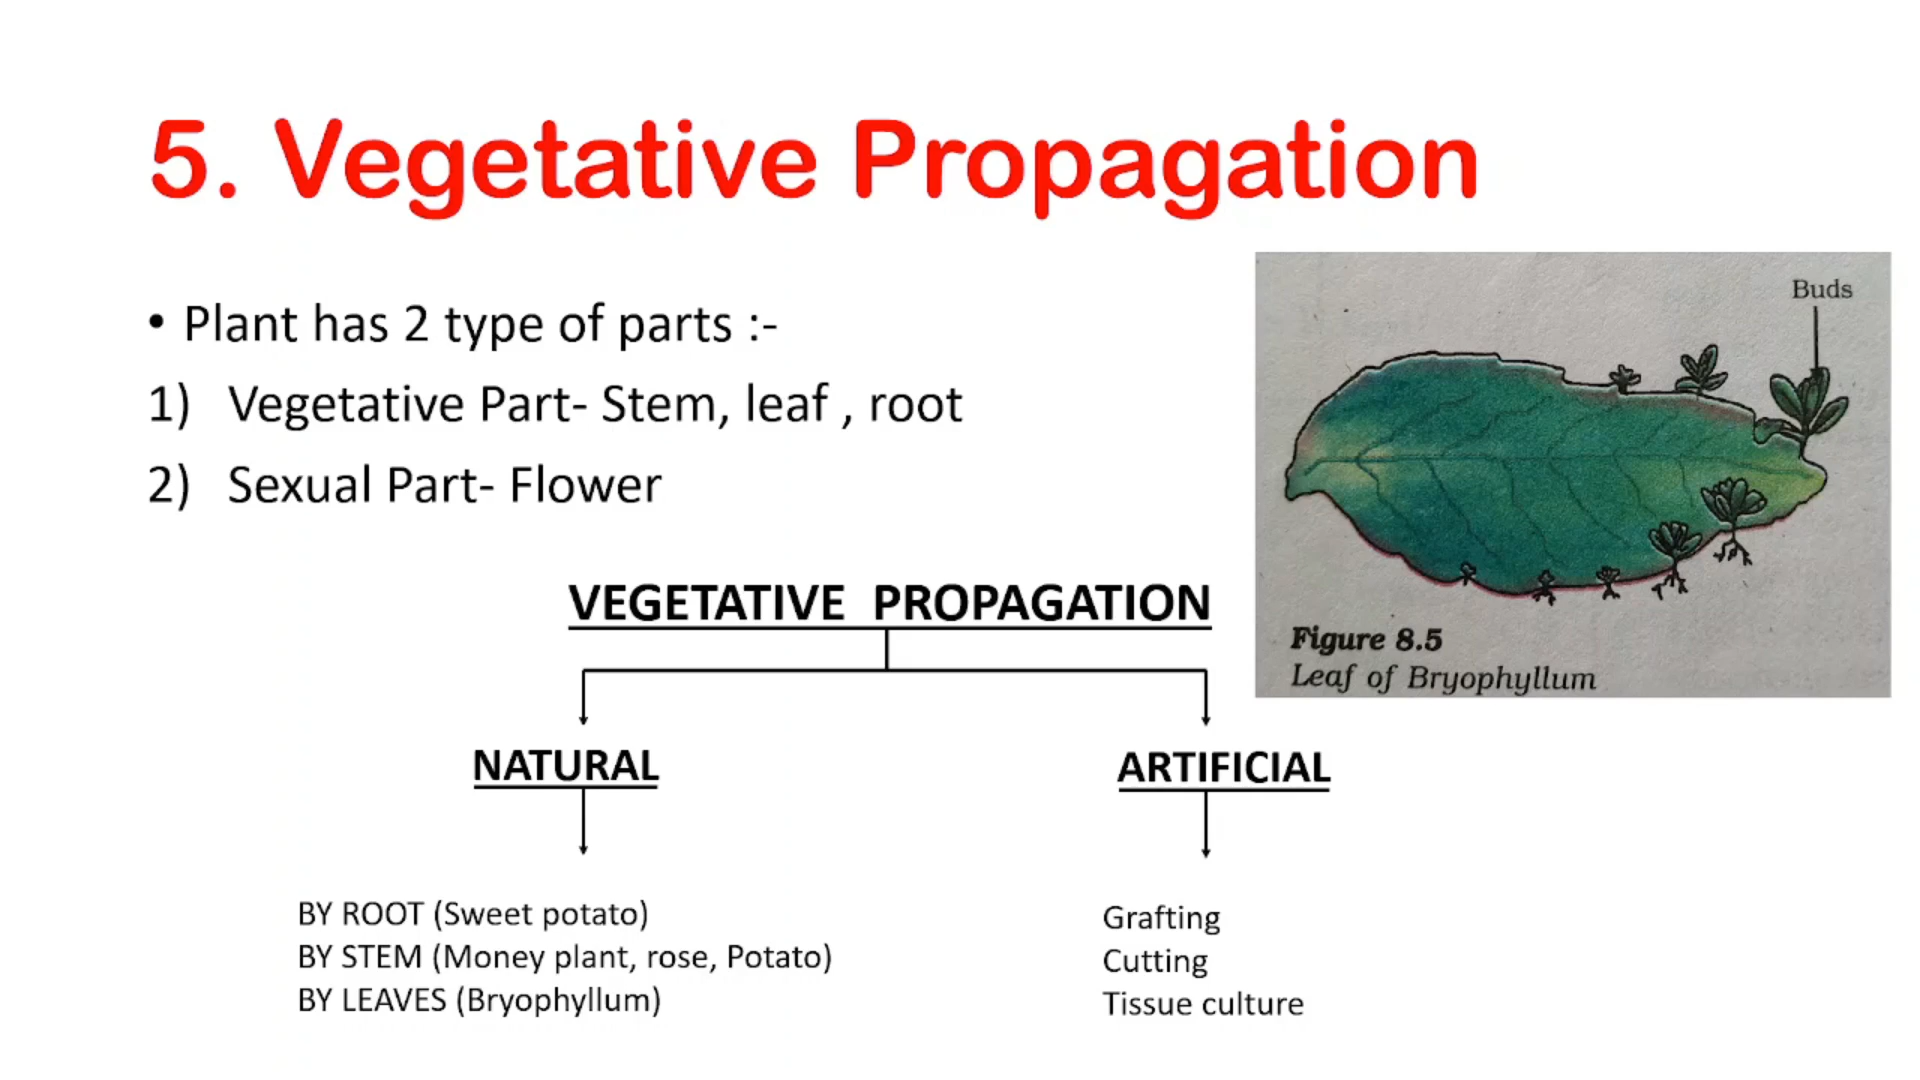 5. Vegetative Propagation
• Plant has 2 type of parts :-
1) Vegetative Part- Stem, leaf , root
2) Sexual Part- Flower
Buds
Figure 8.5
Leaf of Bryophyllum
VEGETATIVE PROPAGATION
NATURAL
ARTIFICIAL
BY ROOT (Sweet potato)
BY STEM (Money plant, rose, Potato)
BY LEAVES (Bryophyllum)
Grafting
Cutting
Tissue culture